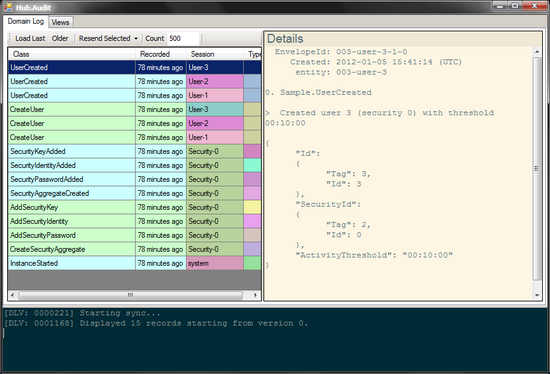 Hub.Audit
Domain Log Views
Load Last Older Resend Selected Count 500
Class Recorded Session Type
UserCreated 78 minutes ago User-3
UserCreated 78 minutes ago User-2
UserCreated 78 minutes ago User-1
CreateUser 78 minutes ago User-3
CreateUser 78 minutes ago User-2
CreateUser 78 minutes ago User-1
SecurityKeyAdded 78 minutes ago Security-0
SecurityIdentityAdded 78 minutes ago Security-0
SecurityPasswordAdded 78 minutes ago Security-0
SecurityAggregateCreated 78 minutes ago Security-0
AddSecurityKey 78 minutes ago Security-0
AddSecurityIdentity 78 minutes ago Security-0
AddSecurityPassword 78 minutes ago Security-0
CreateSecurityAggregate 78 minutes ago Security-0
InstanceStarted 78 minutes ago system
Details
EnvelopeId: 003-user-3-1-0
Created: 2012-01-05 15:41:14 (UTC)
entity: 003-user-3
0. Sample.UserCreated
> Created user 3 (security 0) with threshold
00:10:00
{
"Id":
{
"Tag": 3,
"Id": 3
},
"SecurityId":
{
"Tag": 2,
"Id": 0
},
"ActivityThreshold": "00:10:00"
}
[DLV: 0000221] Starting sync...
[DLV: 0001168] Displayed 15 records starting from version 0.